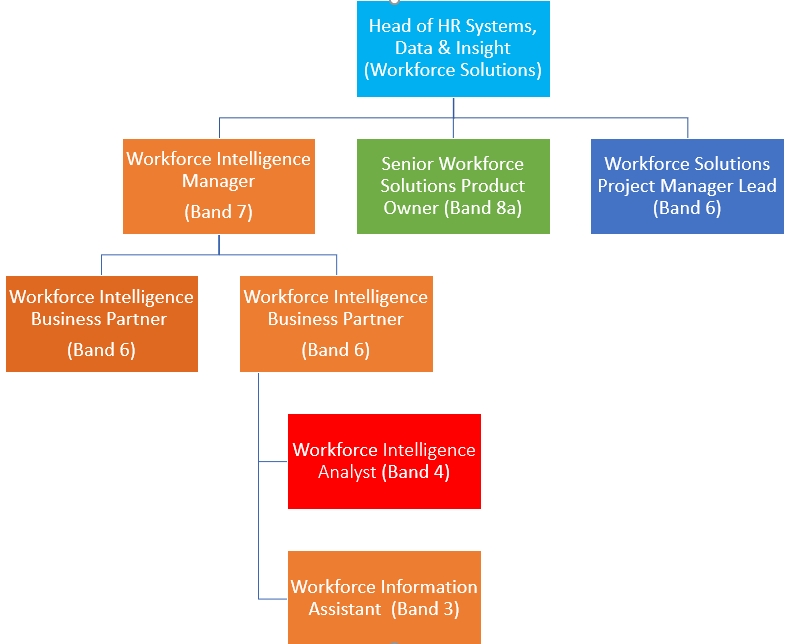 Head of HR Systems,
Data & Insight
(Workforce Solutions)
Workforce Intelligence
Manager
(Band 7)
Senior Workforce
Solutions Product
Owner (Band 8a)
Workforce Solutions
Project Manager Lead
(Band 6)
Workforce Intelligence
Business Partner
(Band 6)
Workforce Intelligence
Business Partner
(Band 6)
Workforce Intelligence
Analyst (Band 4)
Workforce Information
Assistant  (Band 3)